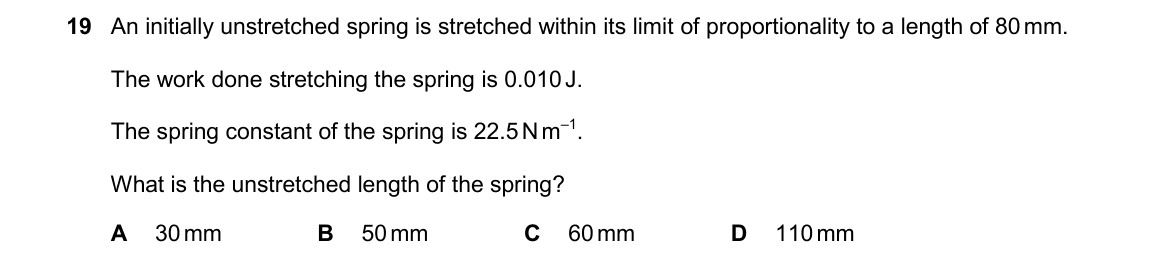 19 An initially unstretched spring is stretched within its limit of proportionality to a length of 80 mm.
The work done stretching the spring is 0.010 J.
The spring constant of the spring is 22.5 N m⁻¹.
What is the unstretched length of the spring?
A 30 mm B 50 mm C 60 mm D 110 mm